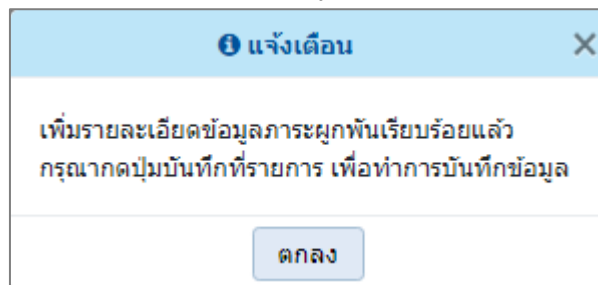 แจ้งเตือน
เพิ่มรายละเอียดข้อมูลภาระผูกพันเรียบร้อยแล้ว
กรุณากดปุ่มบันทึกที่รายการ เพื่อทำการบันทึกข้อมูล
ตกลง